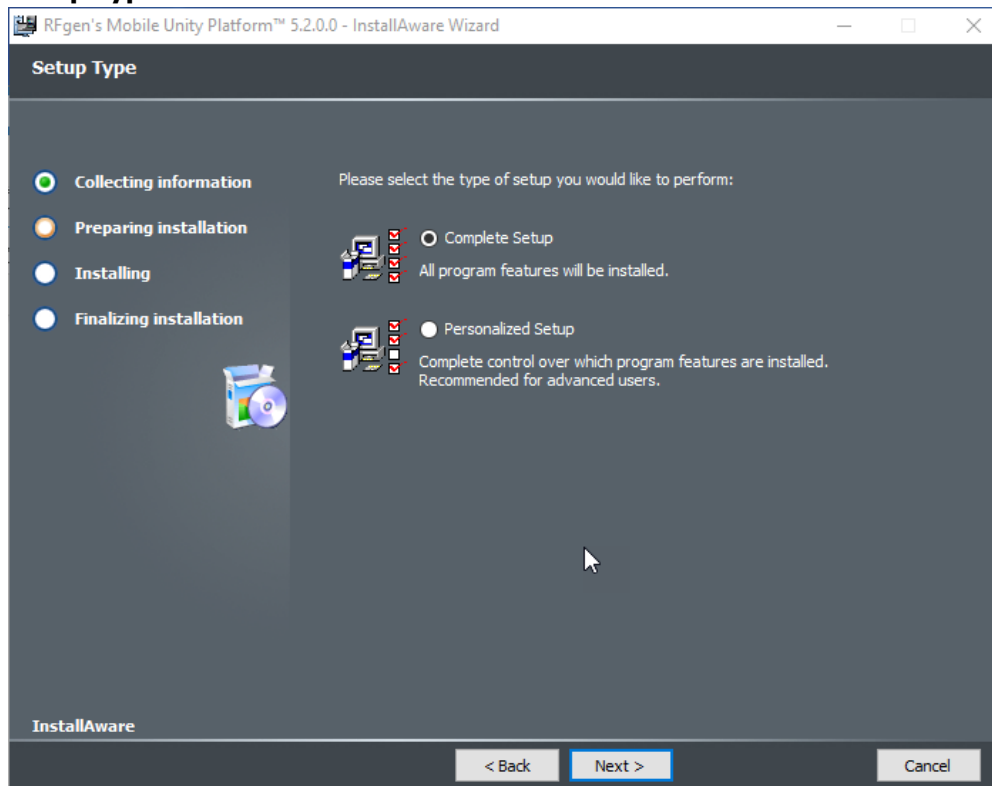 RFgen's Mobile Unity Platform™ 5.2.0.0 - InstallAware Wizard
Setup Type
Collecting information
Preparing installation
Installing
Finalizing installation
Please select the type of setup you would like to perform:
Complete Setup
All program features will be installed.
Personalized Setup
Complete control over which program features are installed.
Recommended for advanced users.
InstallAware
< Back
Next >
Cancel